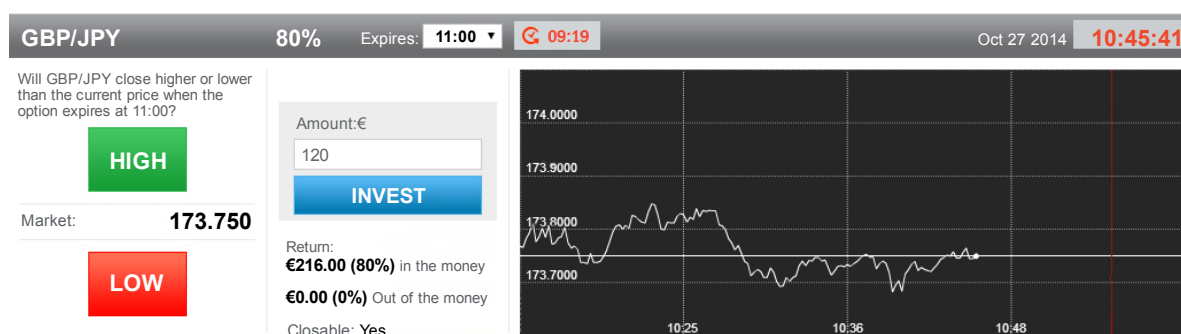 GBP/JPY 80% Expires: 11:00 09:19 Oct 27 2014 10:45:41
Will GBP/JPY close higher or lower
than the current price when the
option expires at 11:00?
HIGH
Market: 173.750
LOW
Amount:€
120
INVEST
Return:
€216.00 (80%) in the money
€0.00 (0%) Out of the money
Closable: Yes
174.0000
173.9000
173.8000
173.7000
10:25 10:36 10:48